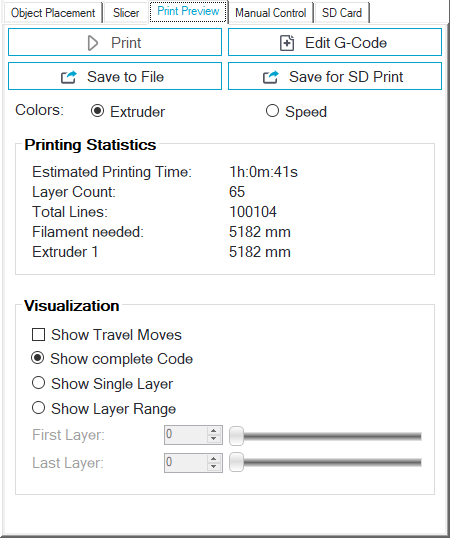 Object Placement Slicer Print Preview Manual Control SD Card
Print Edit G-Code
Save to File Save for SD Print
Colors: Extruder Speed
Printing Statistics
Estimated Printing Time: 1h:0m:41s
Layer Count: 65
Total Lines: 100104
Filament needed: 5182 mm
Extruder 1 5182 mm
Visualization
Show Travel Moves
Show complete Code
Show Single Layer
Show Layer Range
First Layer: 0
Last Layer: 0